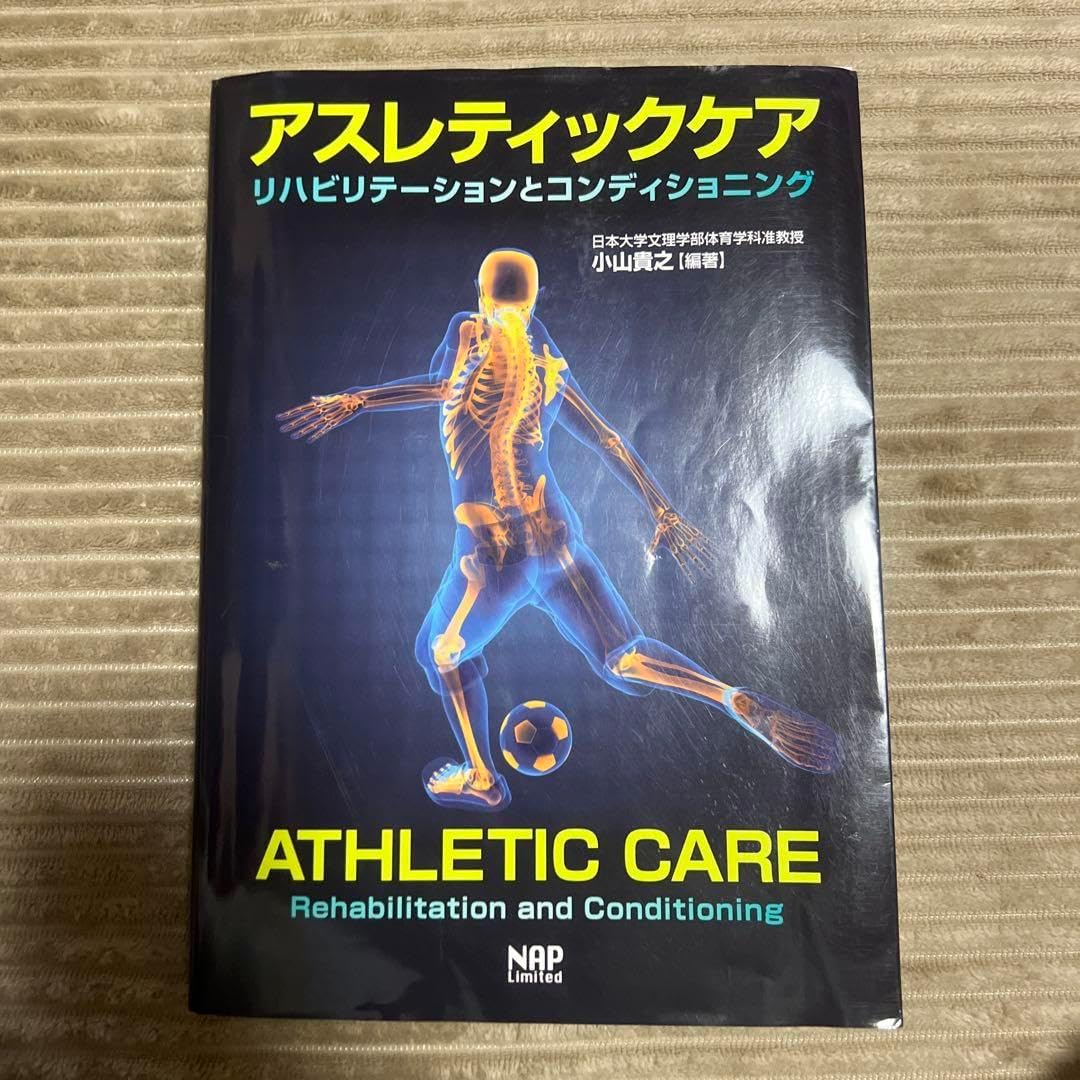 アスレティックケア
リハビリテーションとコンディショニング
日本大学文理学部体育学科准教授
小山貴之【編著】
ATHLETIC CARE
Rehabilitation and Conditioning
NAP
Limited